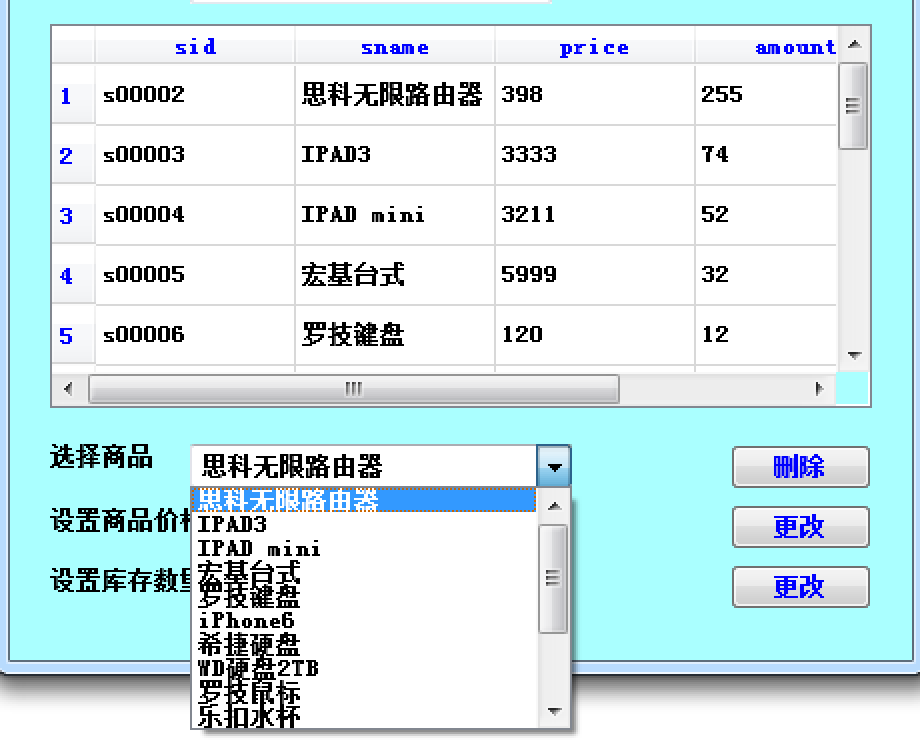 sid sname price amount
1 s00002 思科无限路由器 398 255
2 s00003 IPAD3 3333 74
3 s00004 IPAD mini 3211 52
4 s00005 宏基台式 5999 32
5 s00006 罗技键盘 120 12
选择商品 思科无限路由器 删除
思科无限路由器
设置商品价格 IPAD3 更改
IPAD mini
宏基台式
设置库存数量 罗技键盘 更改
iPhone6
希捷硬盘
WD硬盘2TB
罗技鼠标
乐扣水杯